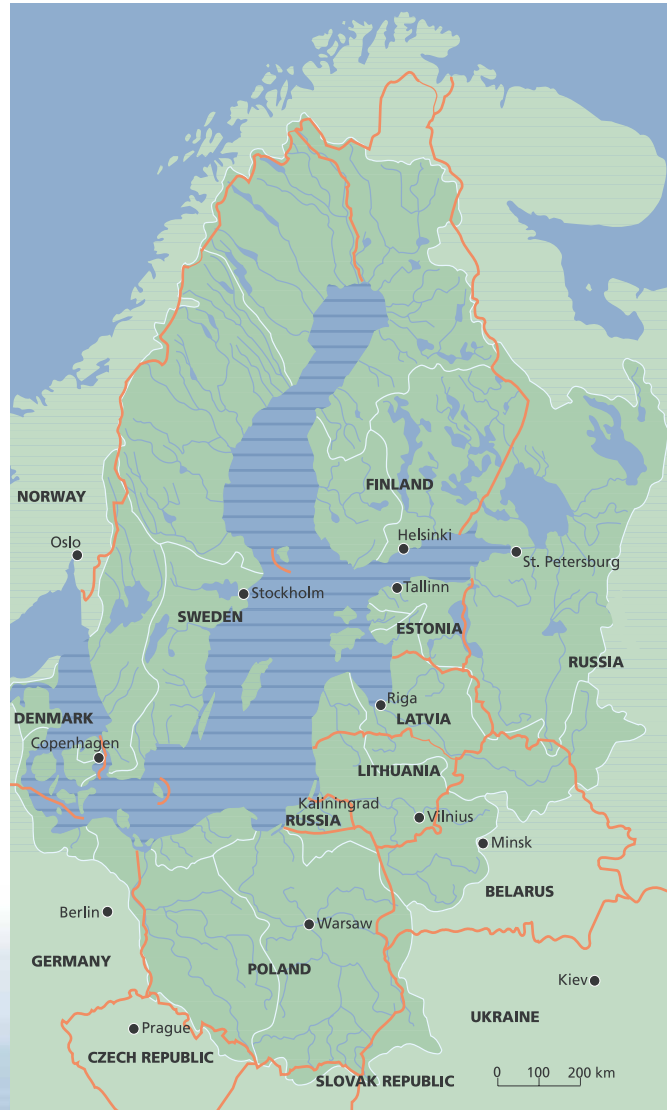 FINLAND
NORWAY
Helsinki
Oslo
St. Petersburg
Tallinn
Stockholm
SWEDEN
ESTONIA
RUSSIA
Riga
DENMARK
LATVIA
Copenhagen
LITHUANIA
Kaliningrad
RUSSIA
Vilnius
Minsk
BELARUS
Berlin
Warsaw
GERMANY
POLAND
Kiev
UKRAINE
Prague
CZECH REPUBLIC
SLOVAK REPUBLIC
0 100 200 km